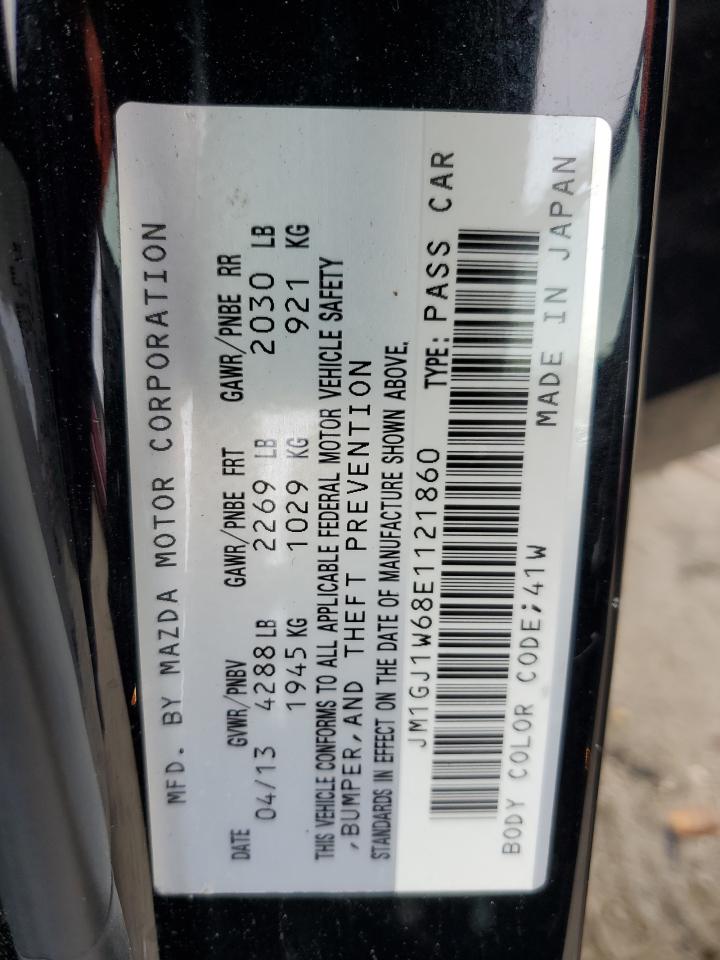 MFD. BY MAZDA MOTOR CORPORATION
DATE GVWR/PNBV GAWR/PNBE FRT GAWR/PNBE RR
04/13 4288 LB 2269 LB 2030 LB
1945 KG 1029 KG 921 KG
THIS VEHICLE CONFORMS TO ALL APPLICABLE FEDERAL MOTOR VEHICLE SAFETY
,BUMPER,AND THEFT PREVENTION
STANDARDS IN EFFECT ON THE DATE OF MANUFACTURE SHOWN ABOVE.
JM1GJ1W68E1121860 TYPE: PASS CAR
BODY COLOR CODE;41W MADE IN JAPAN